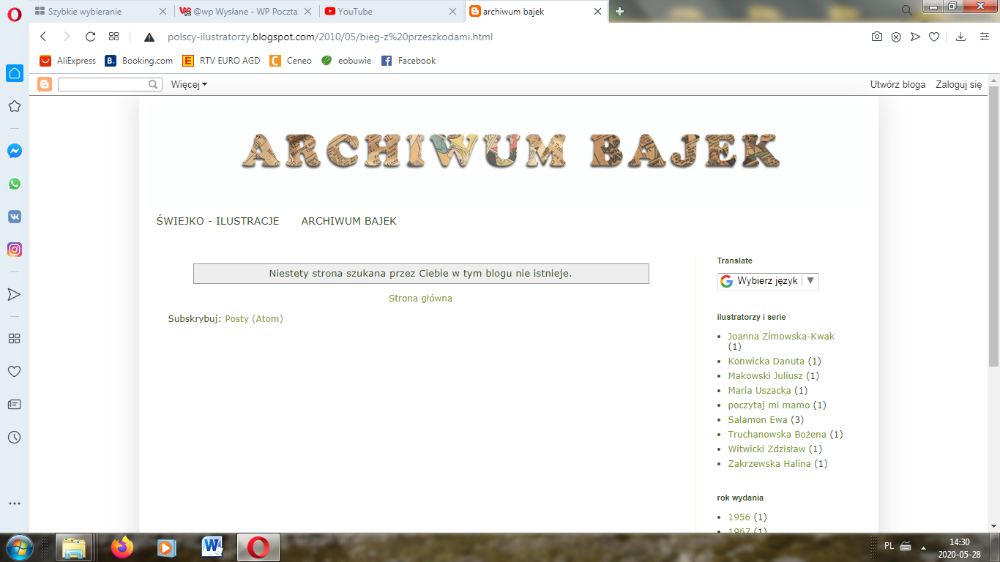 Szybkie wybieranie
@wp Wysłane - WP Poczta
YouTube
archiwum bajek
polscy-ilustratorzy.blogspot.com/2010/05/bieg-z%20przeszkodami.html
AliExpress
B.
Booking.com
E
RTV EURO AGD
C
Ceneo
eobuwie
Facebook
Więcej
Utwórz bloga
Zaloguj się
ARCHIWUM BAJEK
ŚWIEJKO - ILUSTRACJE
ARCHIWUM BAJEK
Niestety strona szukana przez Ciebie w tym blogu nie istnieje.
Strona główna
Subskrybuj: Posty (Atom)
Translate
Wybierz język
▼
ilustratorzy i serie
Joanna Zimowska-Kwak
(1)
Konwicka Danuta (1)
Makowski Juliusz (1)
Maria Uszacka (1)
poczytaj mi mamo (1)
Salamon Ewa (3)
Truchanowska Bożena (1)
Witwicki Zdzisław (1)
Zakrzewska Halina (1)
rok wydania
1956 (1)
1967 (1)
PL
14:30
2020-05-28